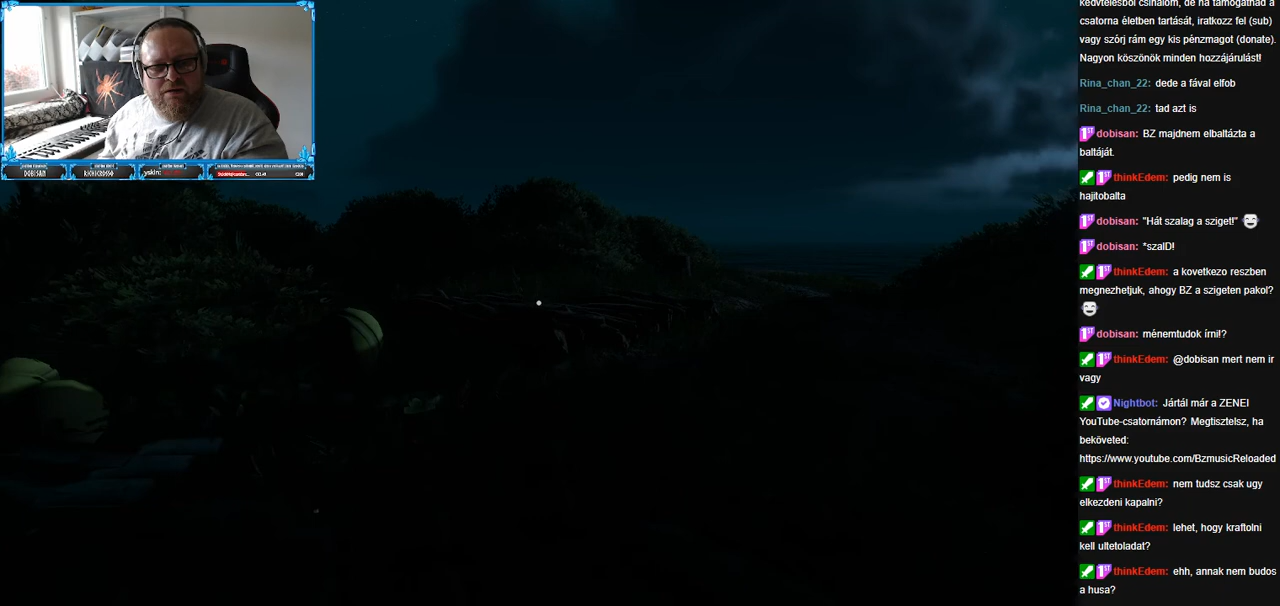 DOBISAN
RICHICROSSO
yskin:
kedvtelésből csinálom, de ha támogatnád a
csatorna életben tartását, iratkozz fel (sub)
vagy szórj rám egy kis pénzmagot (donate).
Nagyon köszönök minden hozzájárulást!
Rina_chan_22: dede a fával elfob
Rina_chan_22: tad azt is
dobisan: BZ majdnem elbaltázta a
baltáját.
thinkEdem: pedig nem is
hajitobalta
dobisan: "Hát szalag a sziget!"
dobisan: *szalD!
thinkEdem: a kovetkezo reszben
megnezhetjuk, ahogy BZ a szigeten pakol?
dobisan: ménemtudok írni!?
thinkEdem: @dobisan mert nem ir
vagy
Nightbot: Jártál már a ZENEI
YouTube-csatornámon? Megtisztelsz, ha
beköveted:
https://www.youtube.com/BzmusicReloaded
thinkEdem: nem tudsz csak ugy
elkezdeni kapalni?
thinkEdem: lehet, hogy kraftolni
kell ultetoladat?
thinkEdem: ehh, annak nem budos
a husa?